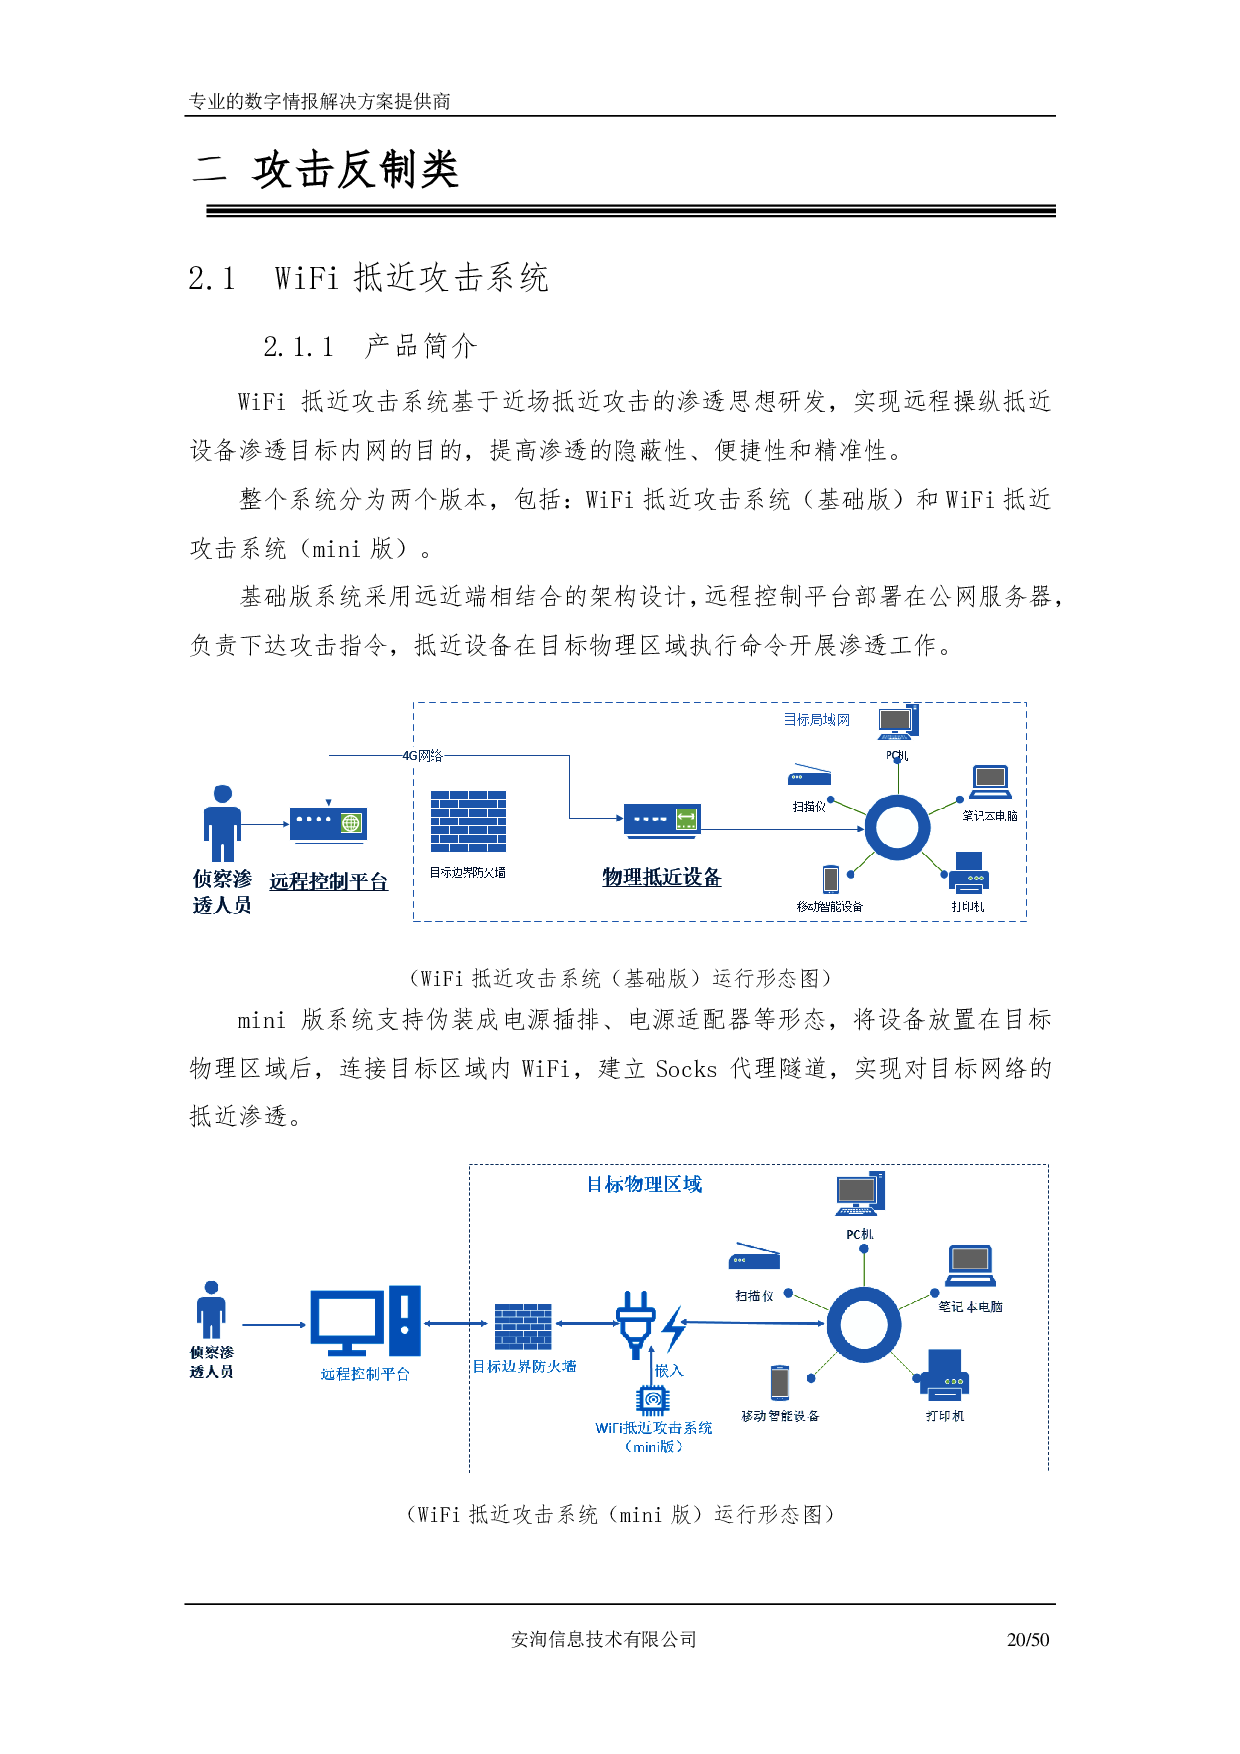 专业的数字情报解决方案提供商
二 攻击反制类
2.1 WiFi 抵近攻击系统
2.1.1 产品简介
WiFi 抵近攻击系统基于近场抵近攻击的渗透思想研发，实现远程操纵抵近
设备渗透目标内网的目的，提高渗透的隐蔽性、便捷性和精准性。
整个系统分为两个版本，包括：WiFi 抵近攻击系统（基础版）和 WiFi 抵近
攻击系统（mini 版）。
基础版系统采用远近端相结合的架构设计，远程控制平台部署在公网服务器，
负责下达攻击指令，抵近设备在目标物理区域执行命令开展渗透工作。
目标局域网
4G网络
PC机
扫描仪
笔记本电脑
目标边界防火墙
侦察渗
透人员
远程控制平台
物理抵近设备
移动智能设备
打印机
（WiFi 抵近攻击系统（基础版）运行形态图）
mini 版系统支持伪装成电源插排、电源适配器等形态，将设备放置在目标
物理区域后，连接目标区域内 WiFi，建立 Socks 代理隧道，实现对目标网络的
抵近渗透。
目标物理区域
PC机
扫描仪
笔记本电脑
侦察渗
透人员
远程控制平台
目标边界防火墙
嵌入
WiFi抵近攻击系统
（mini版）
移动智能设备
打印机
（WiFi 抵近攻击系统（mini 版）运行形态图）
安洵信息技术有限公司
20/50